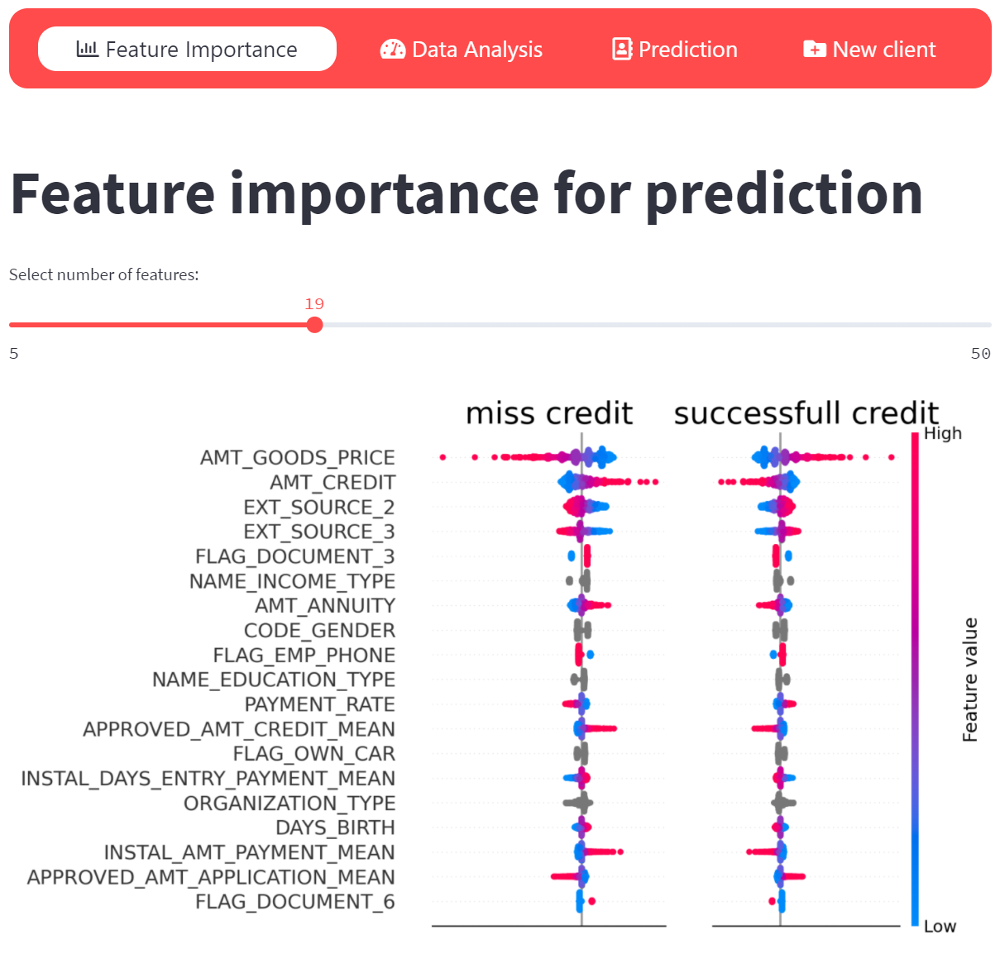 Feature Importance
Data Analysis
Prediction
New client
Feature importance for prediction
Select number of features:
19
5
50
miss credit
successfull credit
High
AMT_GOODS_PRICE
AMT_CREDIT
EXT_SOURCE_2
EXT_SOURCE_3
FLAG_DOCUMENT_3
NAME_INCOME_TYPE
AMT_ANNUITY
CODE_GENDER
FLAG_EMP_PHONE
NAME_EDUCATION_TYPE
PAYMENT_RATE
APPROVED_AMT_CREDIT_MEAN
FLAG_OWN_CAR
INSTAL_DAYS_ENTRY_PAYMENT_MEAN
ORGANIZATION_TYPE
DAYS_BIRTH
INSTAL_AMT_PAYMENT_MEAN
APPROVED_AMT_APPLICATION_MEAN
FLAG_DOCUMENT_6
Feature value
Low